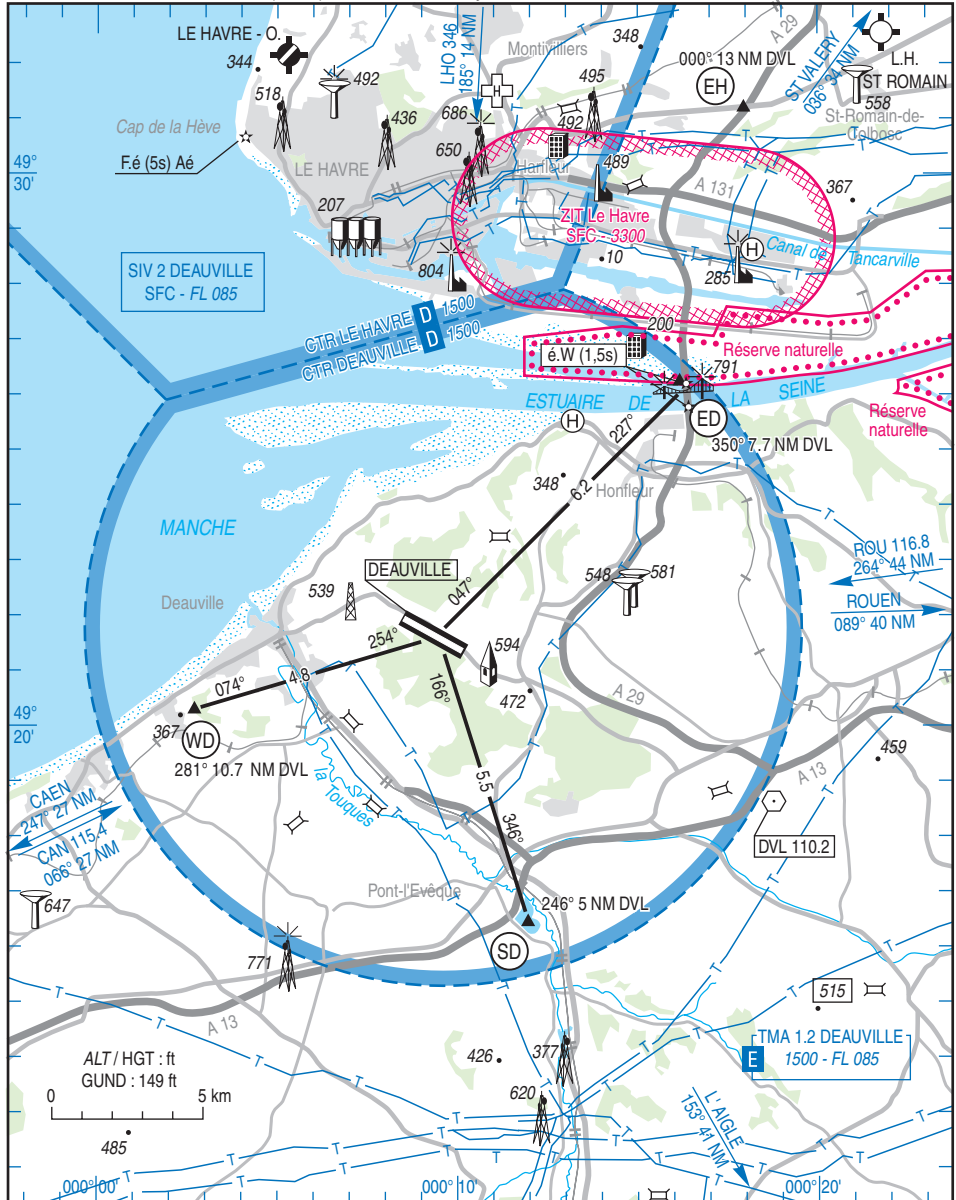 LE HAVRE - O.
344
492
518
436
Cap de la Hève
F.é (5s) Aé
LE HAVRE
207
LHO 346
185° 14 NM
Montivilliers
348
495
686
650
492
489
Harfleur
H
A 29
000° 13 NM DVL
EH
ST VALERY
036° 34 NM
L.H.
ST ROMAIN
558
St-Romain-de-
Colbosc
49°
30'
A 131
367
ZIT Le Havre
SFC - 3300
10
H
285
Canal de
Tancarville
804
SIV 2 DEAUVILLE
SFC - FL 085
CTR LE HAVRE D 1500
CTR DEAUVILLE D 1500
200
é.W (1,5s)
Réserve naturelle
791
ESTUAIRE DE LA SEINE
Réserve
naturelle
H
ED
350° 7.7 NM DVL
227°
6.2
047°
348
Honfleur
MANCHE
Deauville
DEAUVILLE
539
548
581
ROU 116.8
264° 44 NM
ROUEN
089° 40 NM
254°
4.8
074°
166°
594
472
A 29
49°
20'
367
WD
281° 10.7 NM DVL
la Touques
5.5
346°
459
A 13
DVL 110.2
CAEN
247° 27 NM
CAN 115.4
066° 27 NM
647
Pont-l'Evêque
246° 5 NM DVL
SD
771
A 13
515
TMA 1.2 DEAUVILLE
E
1500 - FL 085
ALT / HGT : ft
GUND : 149 ft
0
5 km
485
426
377
620
L'AIGLE
153° 41 NM
000° 00'
000° 10'
000° 20'